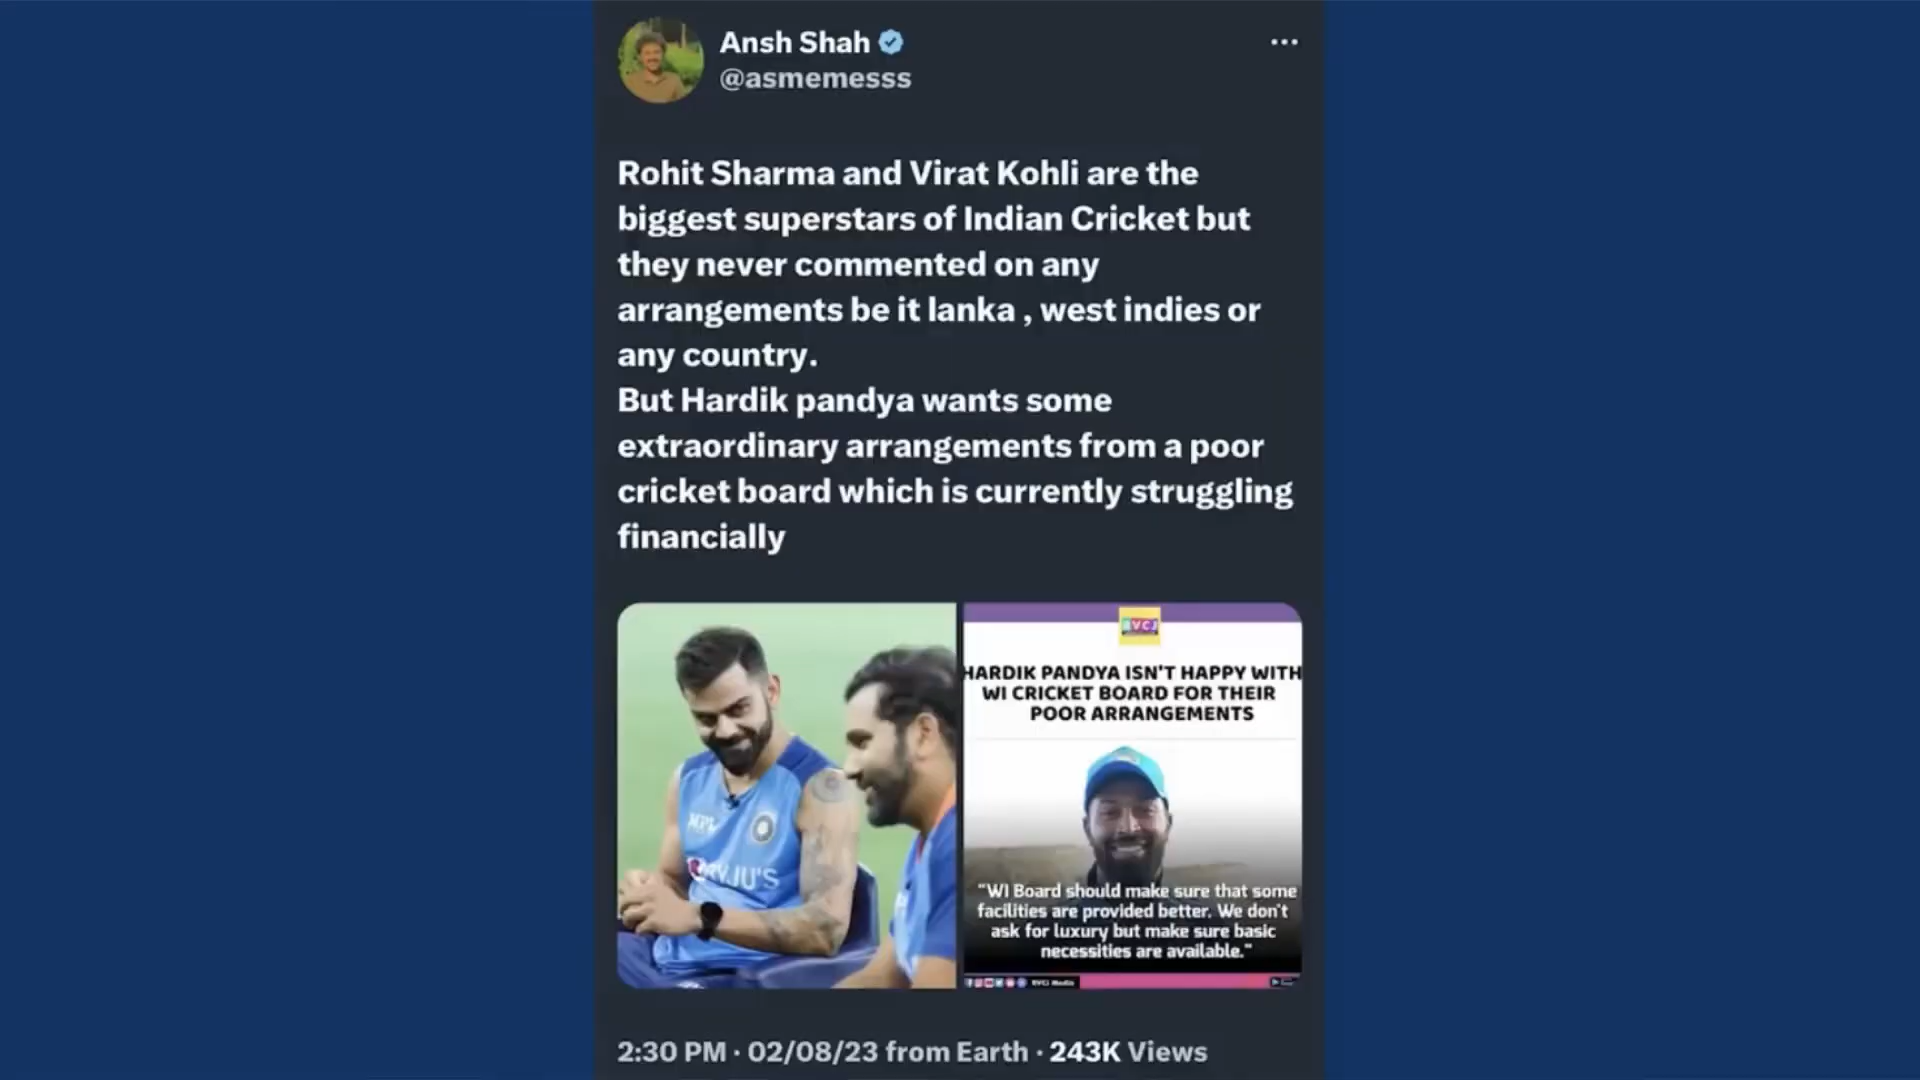 Ansh Shah
@asmemesss
Rohit Sharma and Virat Kohli are the
biggest superstars of Indian Cricket but
they never commented on any
arrangements be it lanka , west indies or
any country.
But Hardik pandya wants some
extraordinary arrangements from a poor
cricket board which is currently struggling
financially
MPL
BYJU'S
RVCJ
HARDIK PANDYA ISN'T HAPPY WITH
WI CRICKET BOARD FOR THEIR
POOR ARRANGEMENTS
"WI Board should make sure that some
facilities are provided better. We don't
ask for luxury but make sure basic
necessities are available."
RVCJ Media
2:30 PM · 02/08/23 from Earth · 243K Views